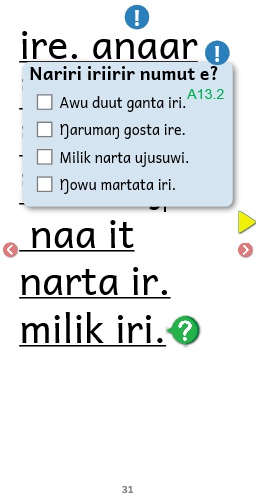 ire. anaar
Nariri iriirir numut e?
A13.2
Awu duut ganta iri.
Ŋarumaŋ gosta ire.
Milik narta ujusuwi.
Ŋowu martata iri.
naa it
narta ir.
milik iri.
31